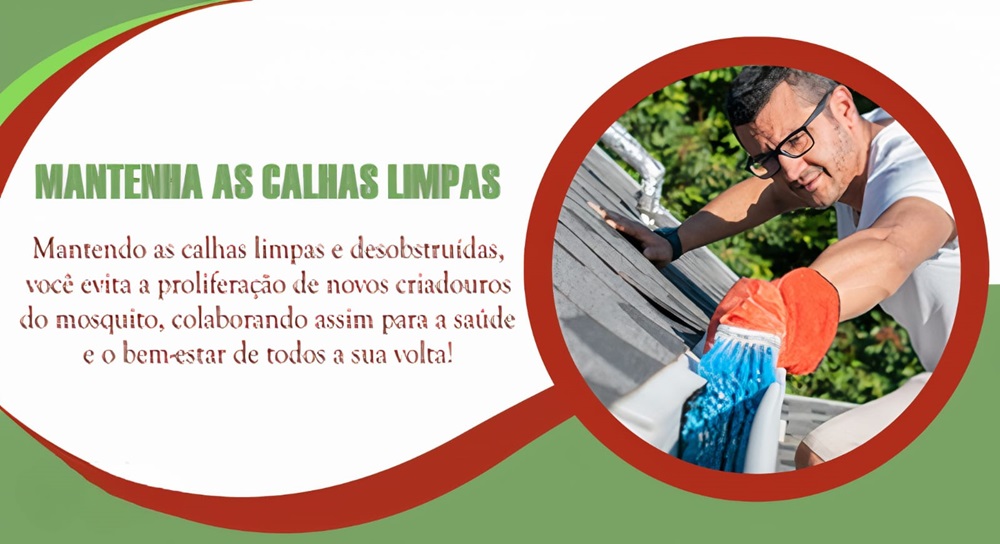 MANTENHA AS CALHAS LIMPAS
Mantendo as calhas limpas e desobstruídas,
você evita a proliferação de novos criadouros
do mosquito, colaborando assim para a saúde
e o bem-estar de todos a sua volta!